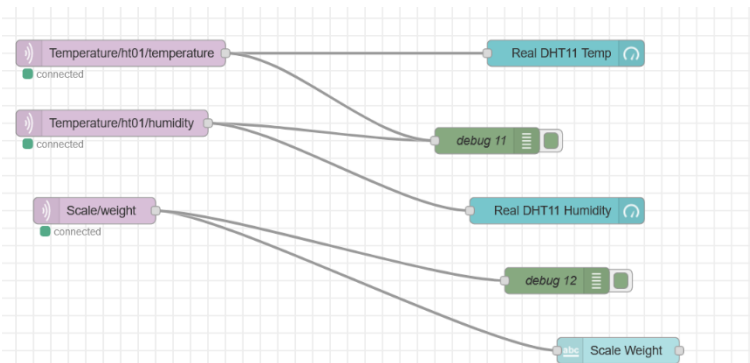 Temperature/ht01/temperature
Real DHT11 Temp
connected
Temperature/ht01/humidity
debug 11
connected
Scale/weight
Real DHT11 Humidity
connected
debug 12
abc
Scale Weight